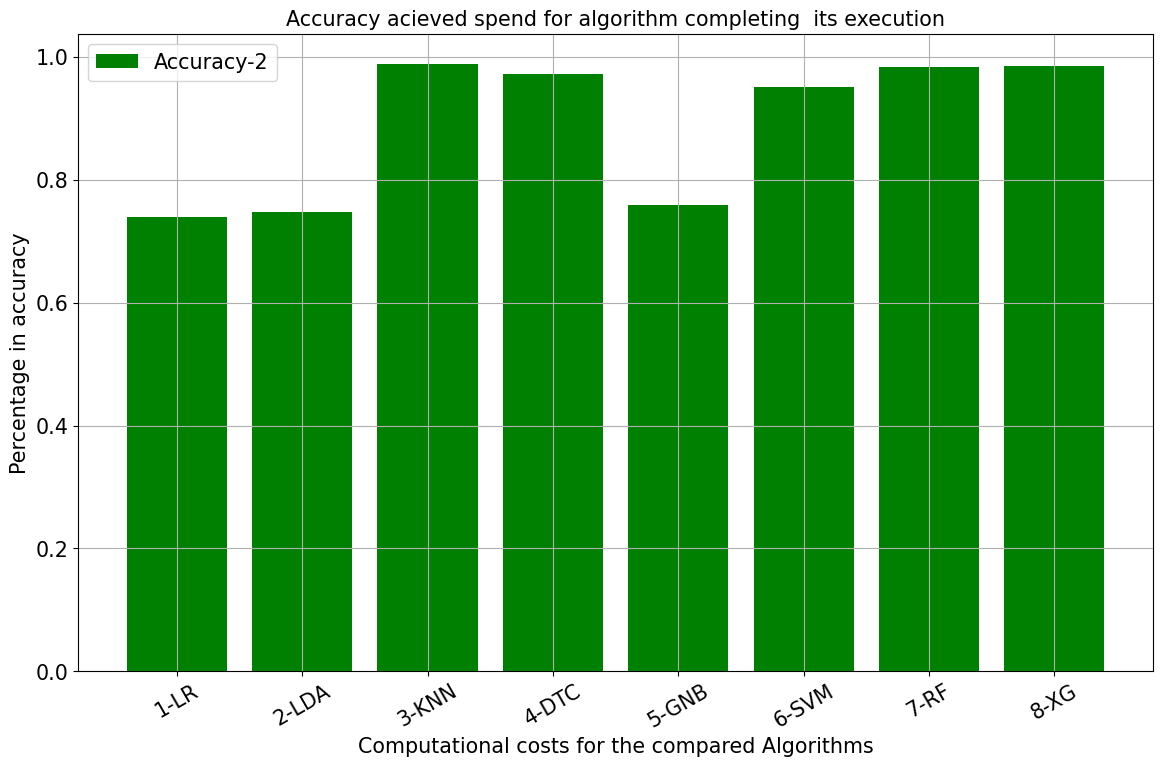 Accuracy acieved spend for algorithm completing  its execution
Accuracy-2
Percentage in accuracy
1.0
0.8
0.6
0.4
0.2
0.0
1-LR
2-LDA
3-KNN
4-DTC
5-GNB
6-SVM
7-RF
8-XG
Computational costs for the compared Algorithms